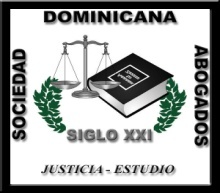 DOMINICANA
SOCIEDAD
ABOGADOS
SIGLO XXI
JUSTICIA - ESTUDIO